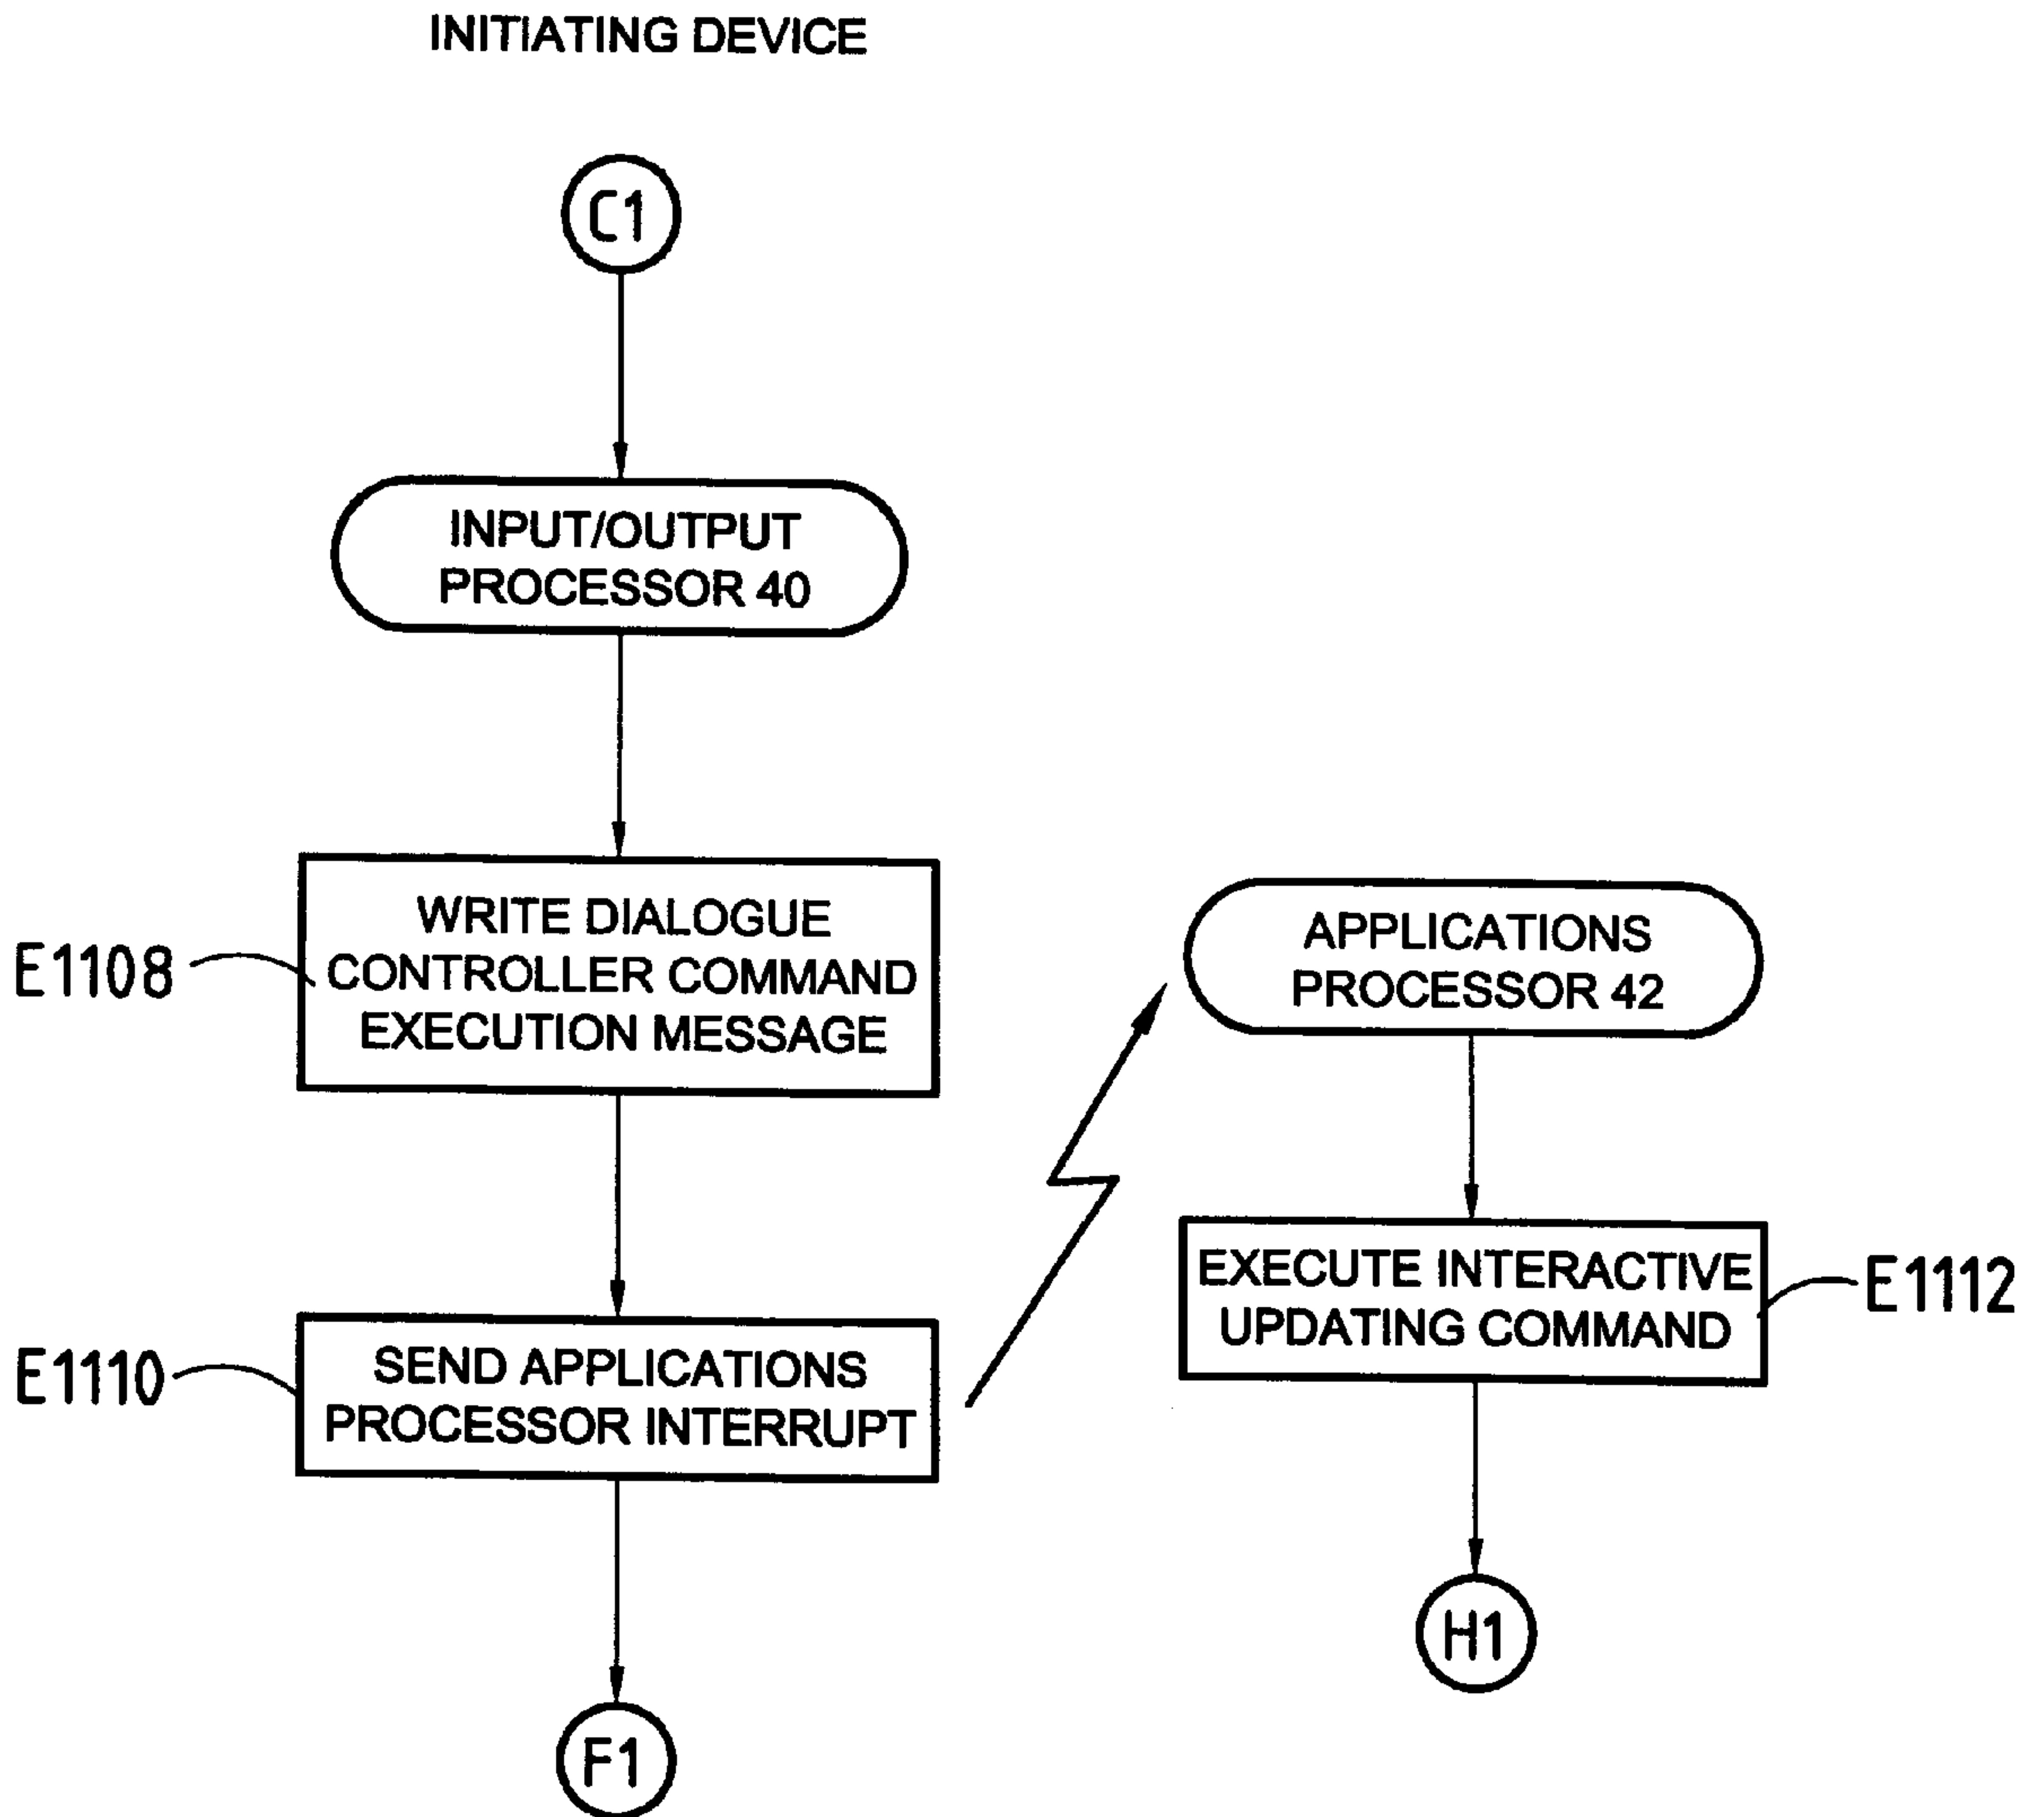 INITIATING DEVICE
C1
INPUT/OUTPUT
PROCESSOR 40
E1108
WRITE DIALOGUE
CONTROLLER COMMAND
EXECUTION MESSAGE
APPLICATIONS
PROCESSOR 42
E1110
SEND APPLICATIONS
PROCESSOR INTERRUPT
EXECUTE INTERACTIVE
UPDATING COMMAND
E1112
H1
F1